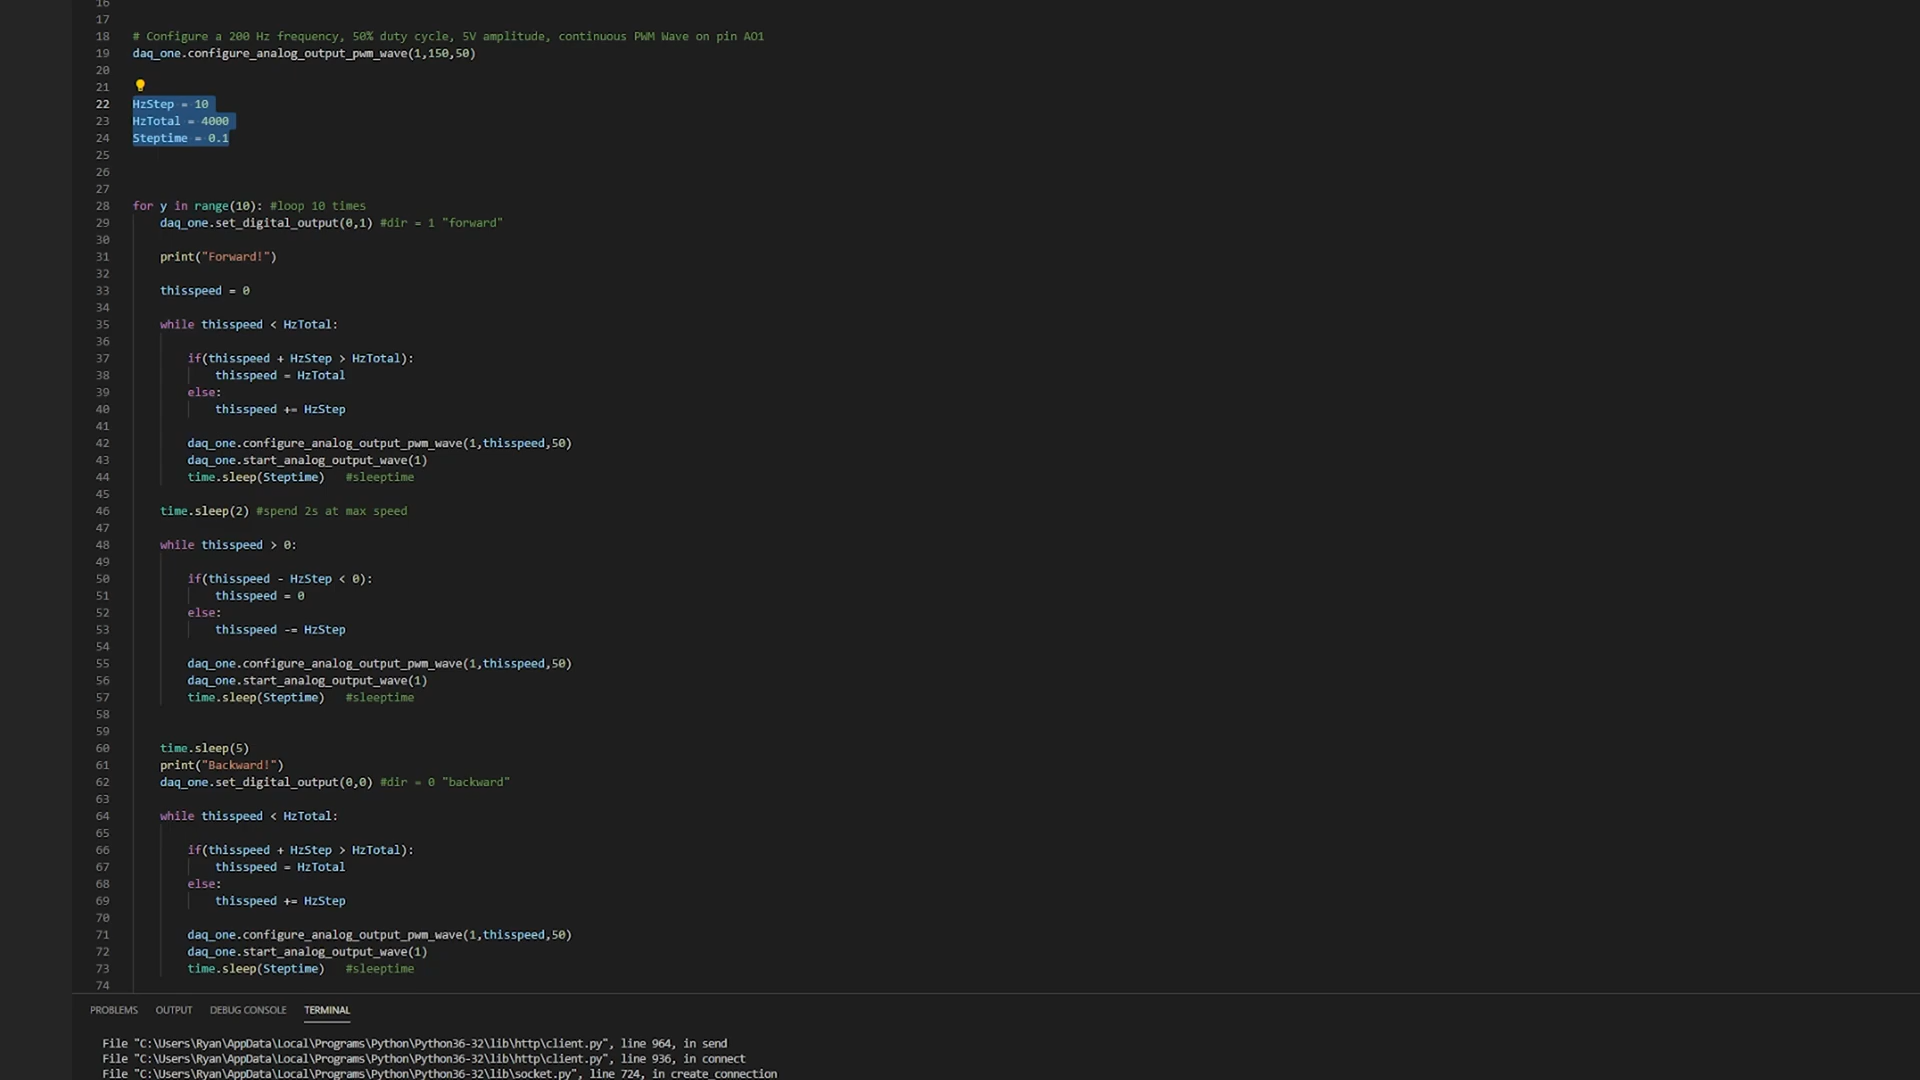 16
17
18 # Configure a 200 Hz frequency, 50% duty cycle, 5V amplitude, continuous PWM Wave on pin AO1
19 daq_one.configure_analog_output_pwm_wave(1,150,50)
20
21
22 HzStep = 10
23 HzTotal = 4000
24 Steptime = 0.1
25
26
27
28 for y in range(10): #loop 10 times
29 daq_one.set_digital_output(0,1) #dir = 1 "forward"
30
31 print("Forward!")
32
33 thisspeed = 0
34
35 while thisspeed < HzTotal:
36
37 if(thisspeed + HzStep > HzTotal):
38 thisspeed = HzTotal
39 else:
40 thisspeed += HzStep
41
42 daq_one.configure_analog_output_pwm_wave(1,thisspeed,50)
43 daq_one.start_analog_output_wave(1)
44 time.sleep(Steptime) #sleeptime
45
46 time.sleep(2) #spend 2s at max speed
47
48 while thisspeed > 0:
49
50 if(thisspeed - HzStep < 0):
51 thisspeed = 0
52 else:
53 thisspeed -= HzStep
54
55 daq_one.configure_analog_output_pwm_wave(1,thisspeed,50)
56 daq_one.start_analog_output_wave(1)
57 time.sleep(Steptime) #sleeptime
58
59
60 time.sleep(5)
61 print("Backward!")
62 daq_one.set_digital_output(0,0) #dir = 0 "backward"
63
64 while thisspeed < HzTotal:
65
66 if(thisspeed + HzStep > HzTotal):
67 thisspeed = HzTotal
68 else:
69 thisspeed += HzStep
70
71 daq_one.configure_analog_output_pwm_wave(1,thisspeed,50)
72 daq_one.start_analog_output_wave(1)
73 time.sleep(Steptime) #sleeptime
74
PROBLEMS OUTPUT DEBUG CONSOLE TERMINAL
File "C:\Users\Ryan\AppData\Local\Programs\Python\Python36-32\lib\http\client.py", line 964, in send
File "C:\Users\Ryan\AppData\Local\Programs\Python\Python36-32\lib\http\client.py", line 936, in connect
File "C:\Users\Ryan\AppData\Local\Programs\Python\Python36-32\lib\socket.py", line 724, in create_connection